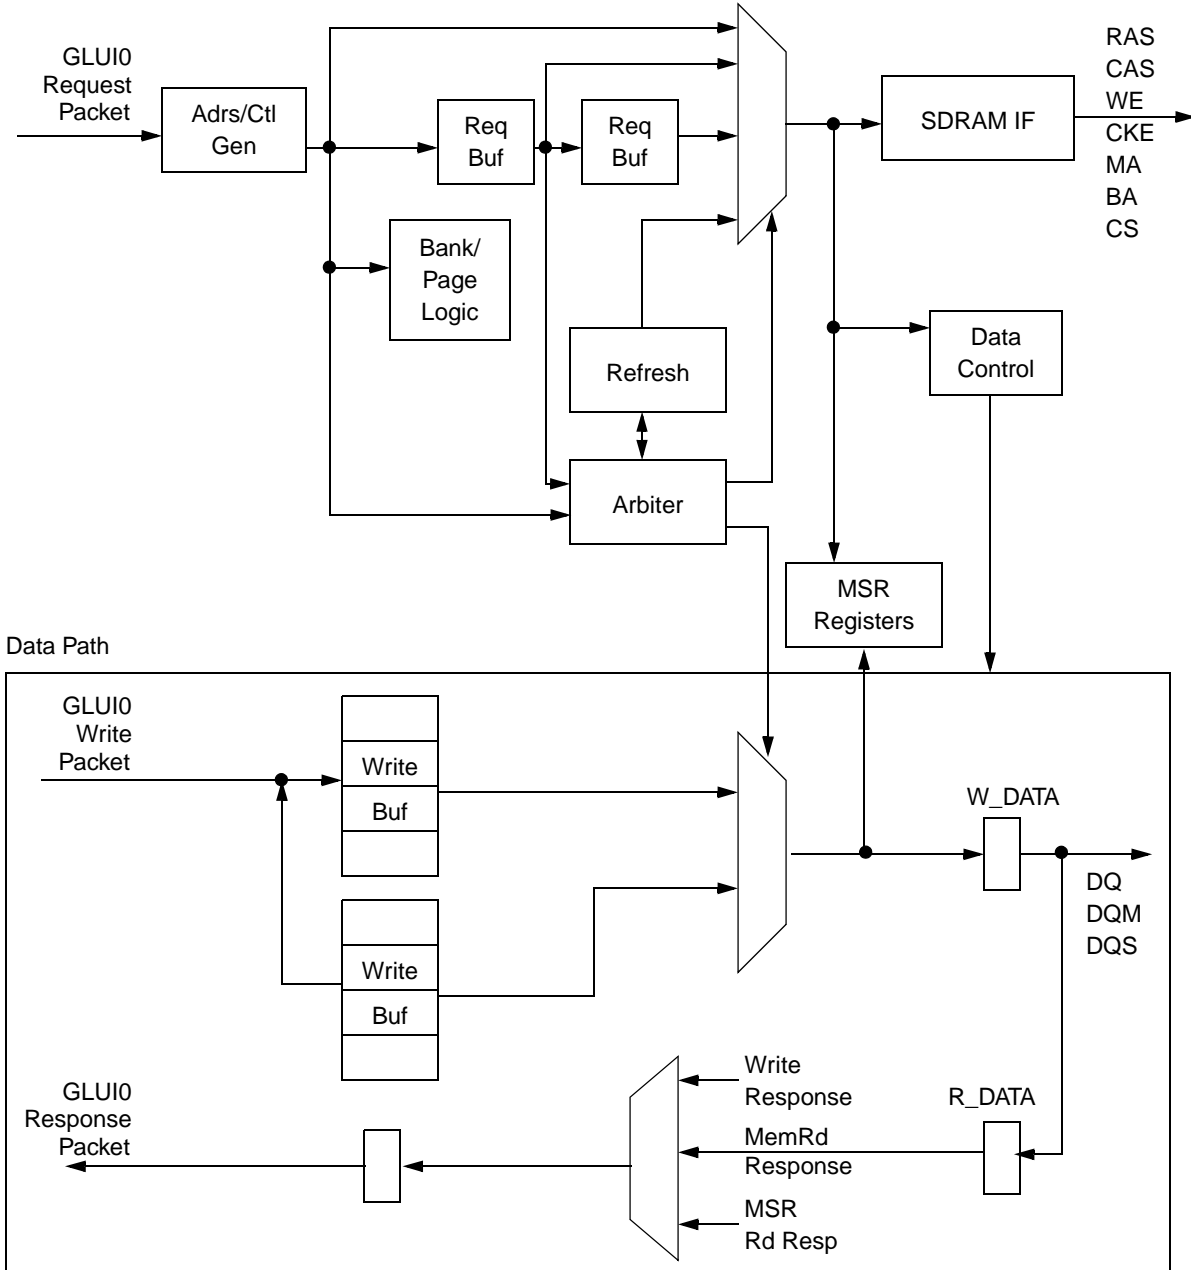 GLUI0
Request
Packet
Adrs/Ctl
Gen
Req
Buf
Req
Buf
SDRAM IF
RAS
CAS
WE
CKE
MA
BA
CS
Bank/
Page
Logic
Refresh
Data
Control
Arbiter
MSR
Registers
Data Path
GLUI0
Write
Packet
Write
Buf
W_DATA
DQ
DQM
DQS
Write
Buf
GLUI0
Response
Packet
Write
Response
MemRd
Response
MSR
Rd Resp
R_DATA